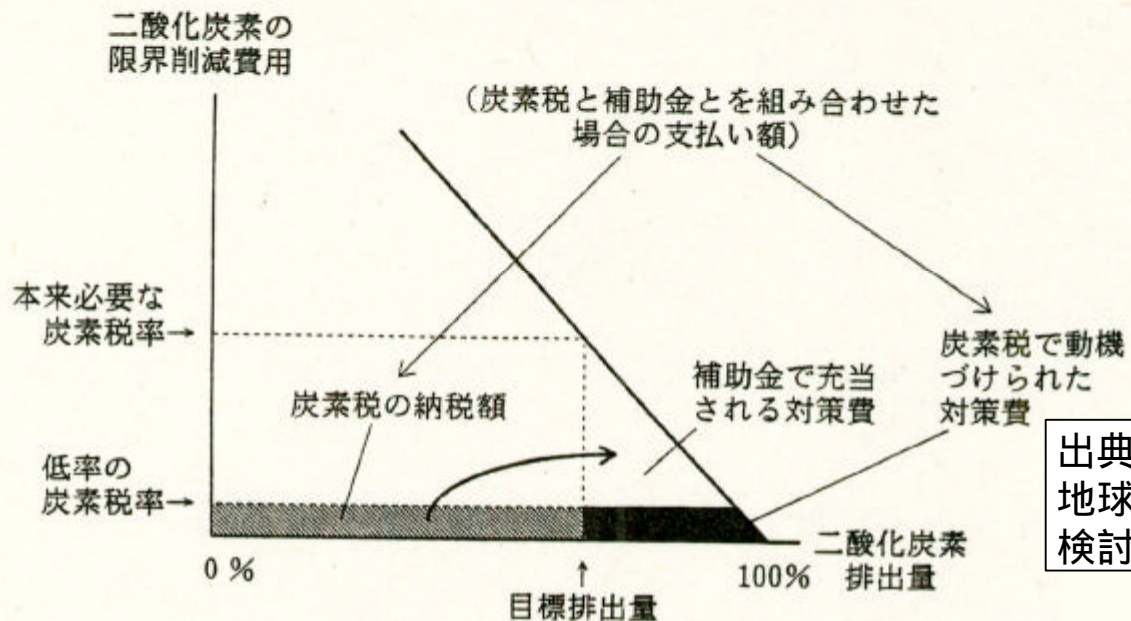 二酸化炭素の
限界削減費用
（炭素税と補助金とを組み合わせた
場合の支払い額）
本来必要な
炭素税率→
炭素税の納税額
補助金で充当
される対策費
炭素税で動機
づけられた
対策費
低率の
炭素税率→
出典
地球
検討
0％
↑
目標排出量
100％
二酸化炭素
排出量